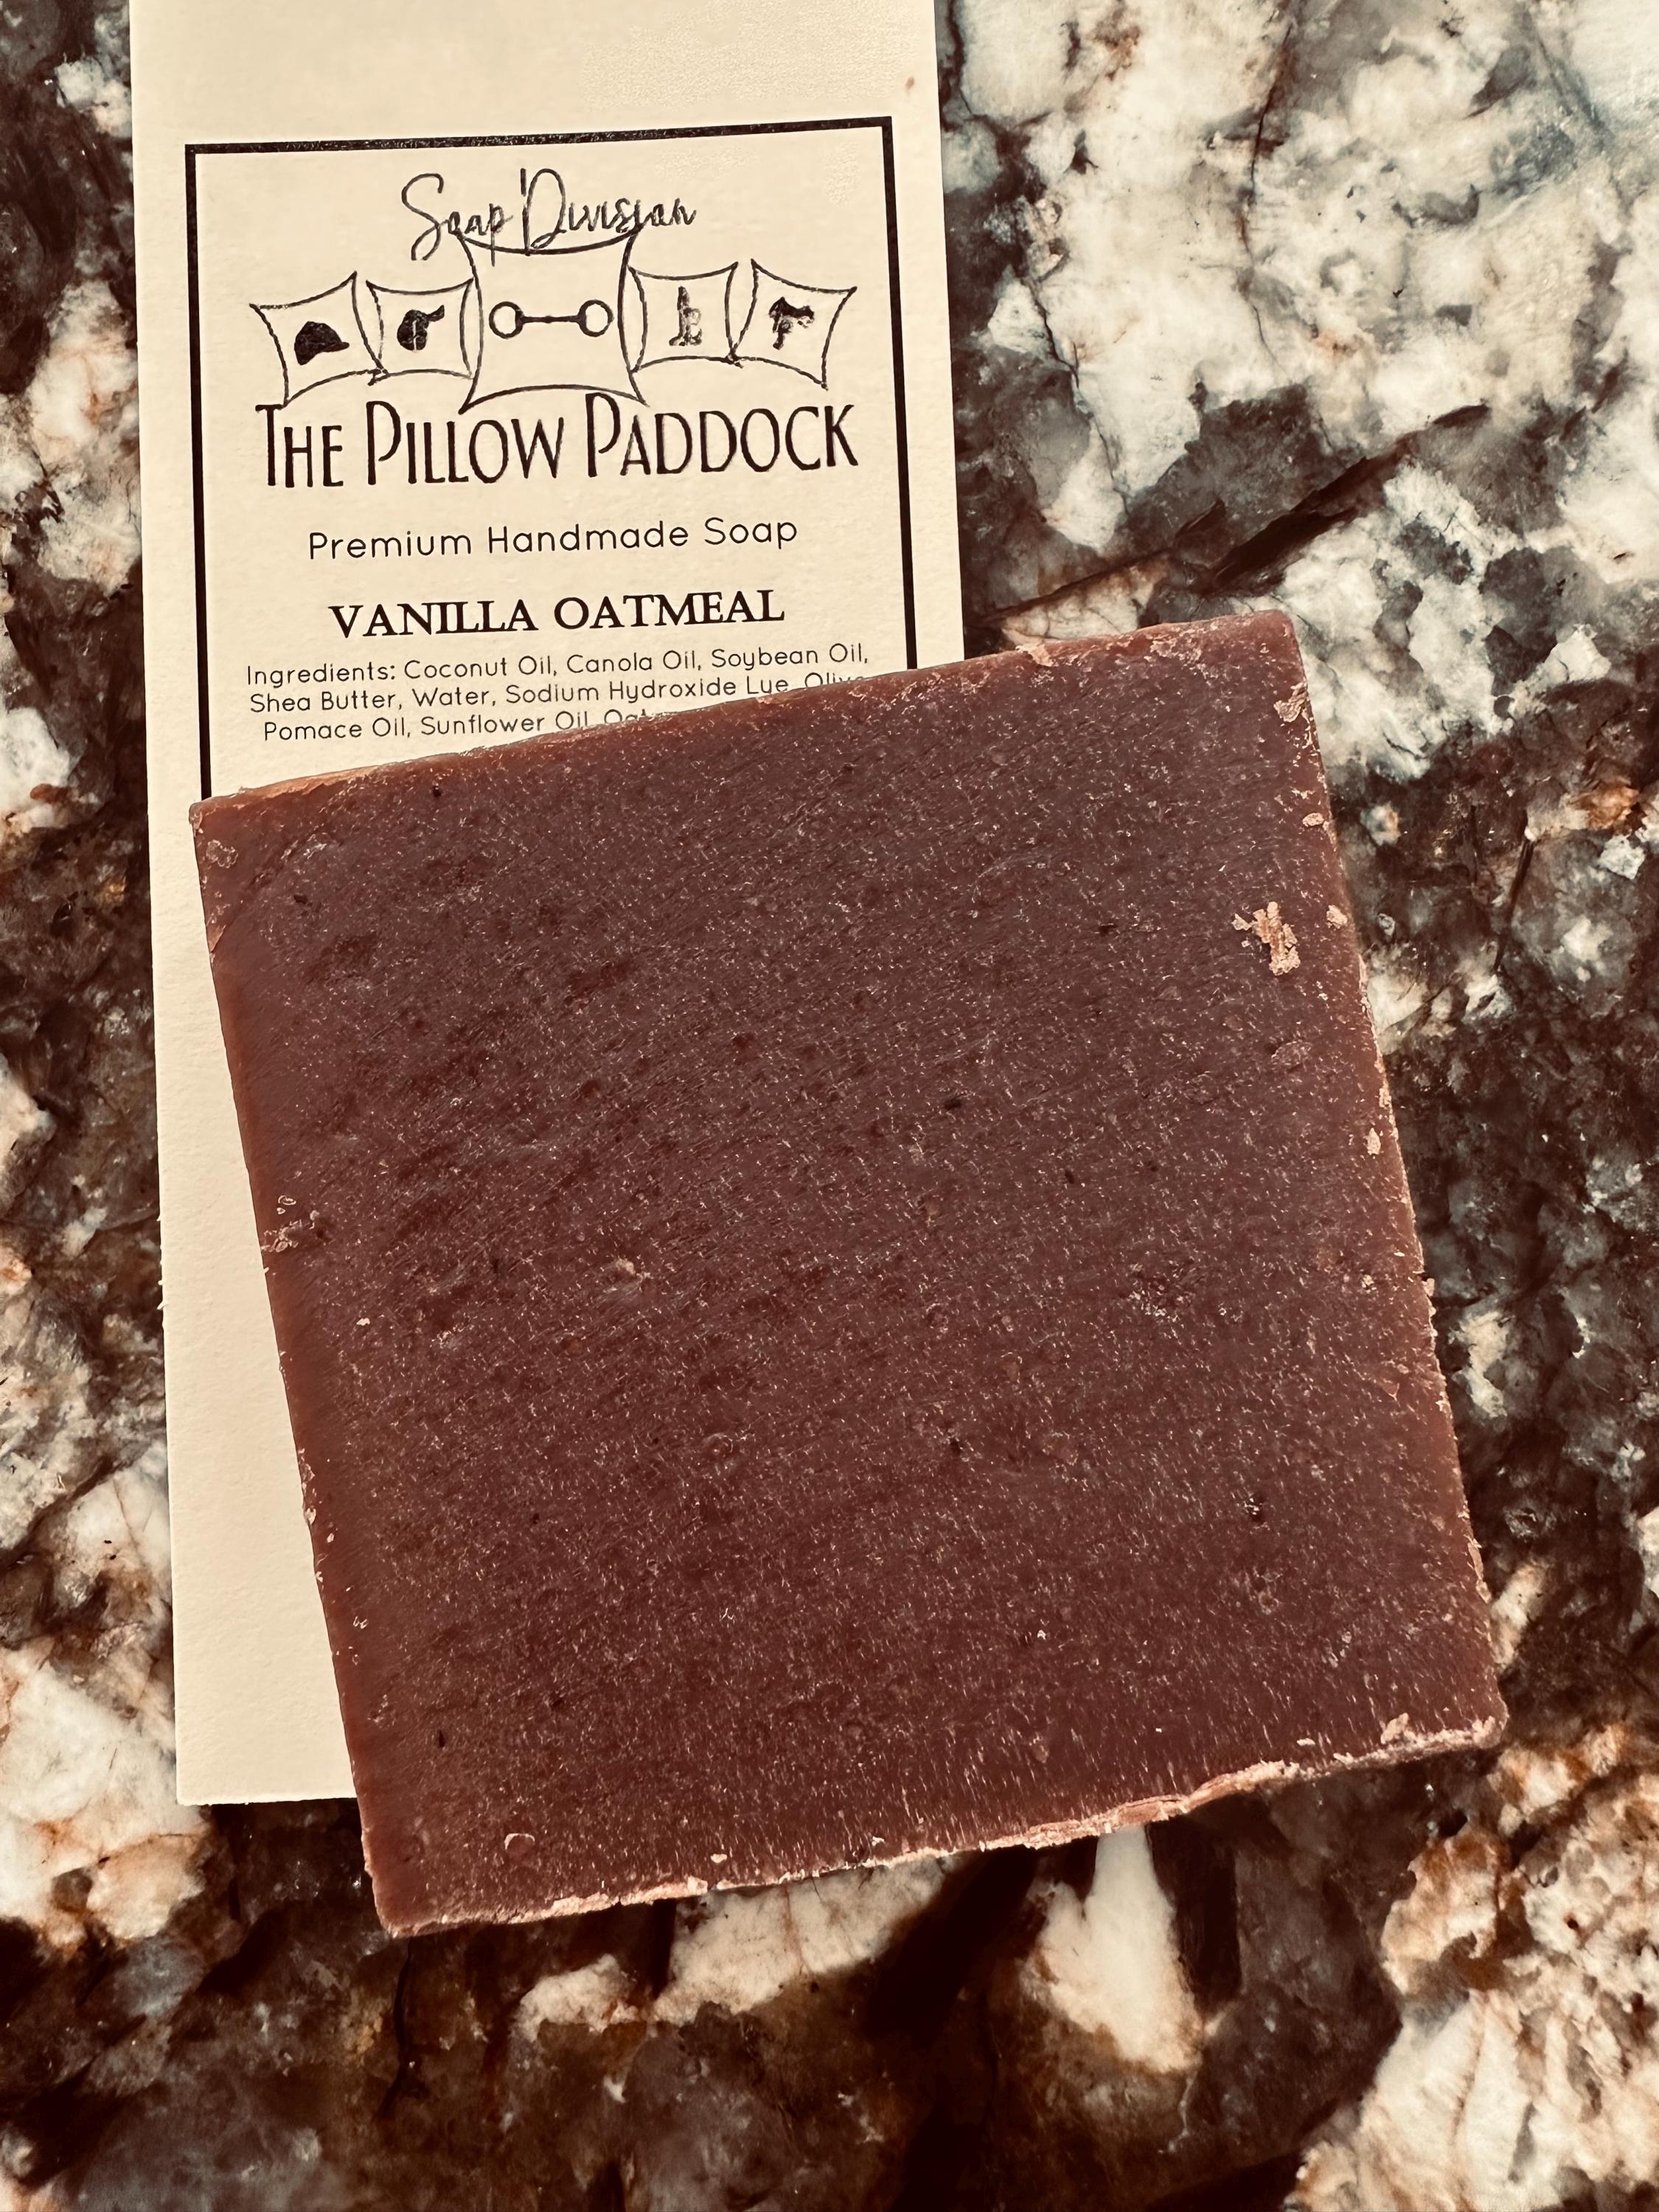 Soap Division
THE PILLOW PADDOCK
Premium Handmade Soap
VANILLA OATMEAL
Ingredients: Coconut Oil, Canola Oil, Soybean Oil,
Shea Butter, Water, Sodium Hydroxide Lye, Olive
Pomace Oil, Sunflower Oil,